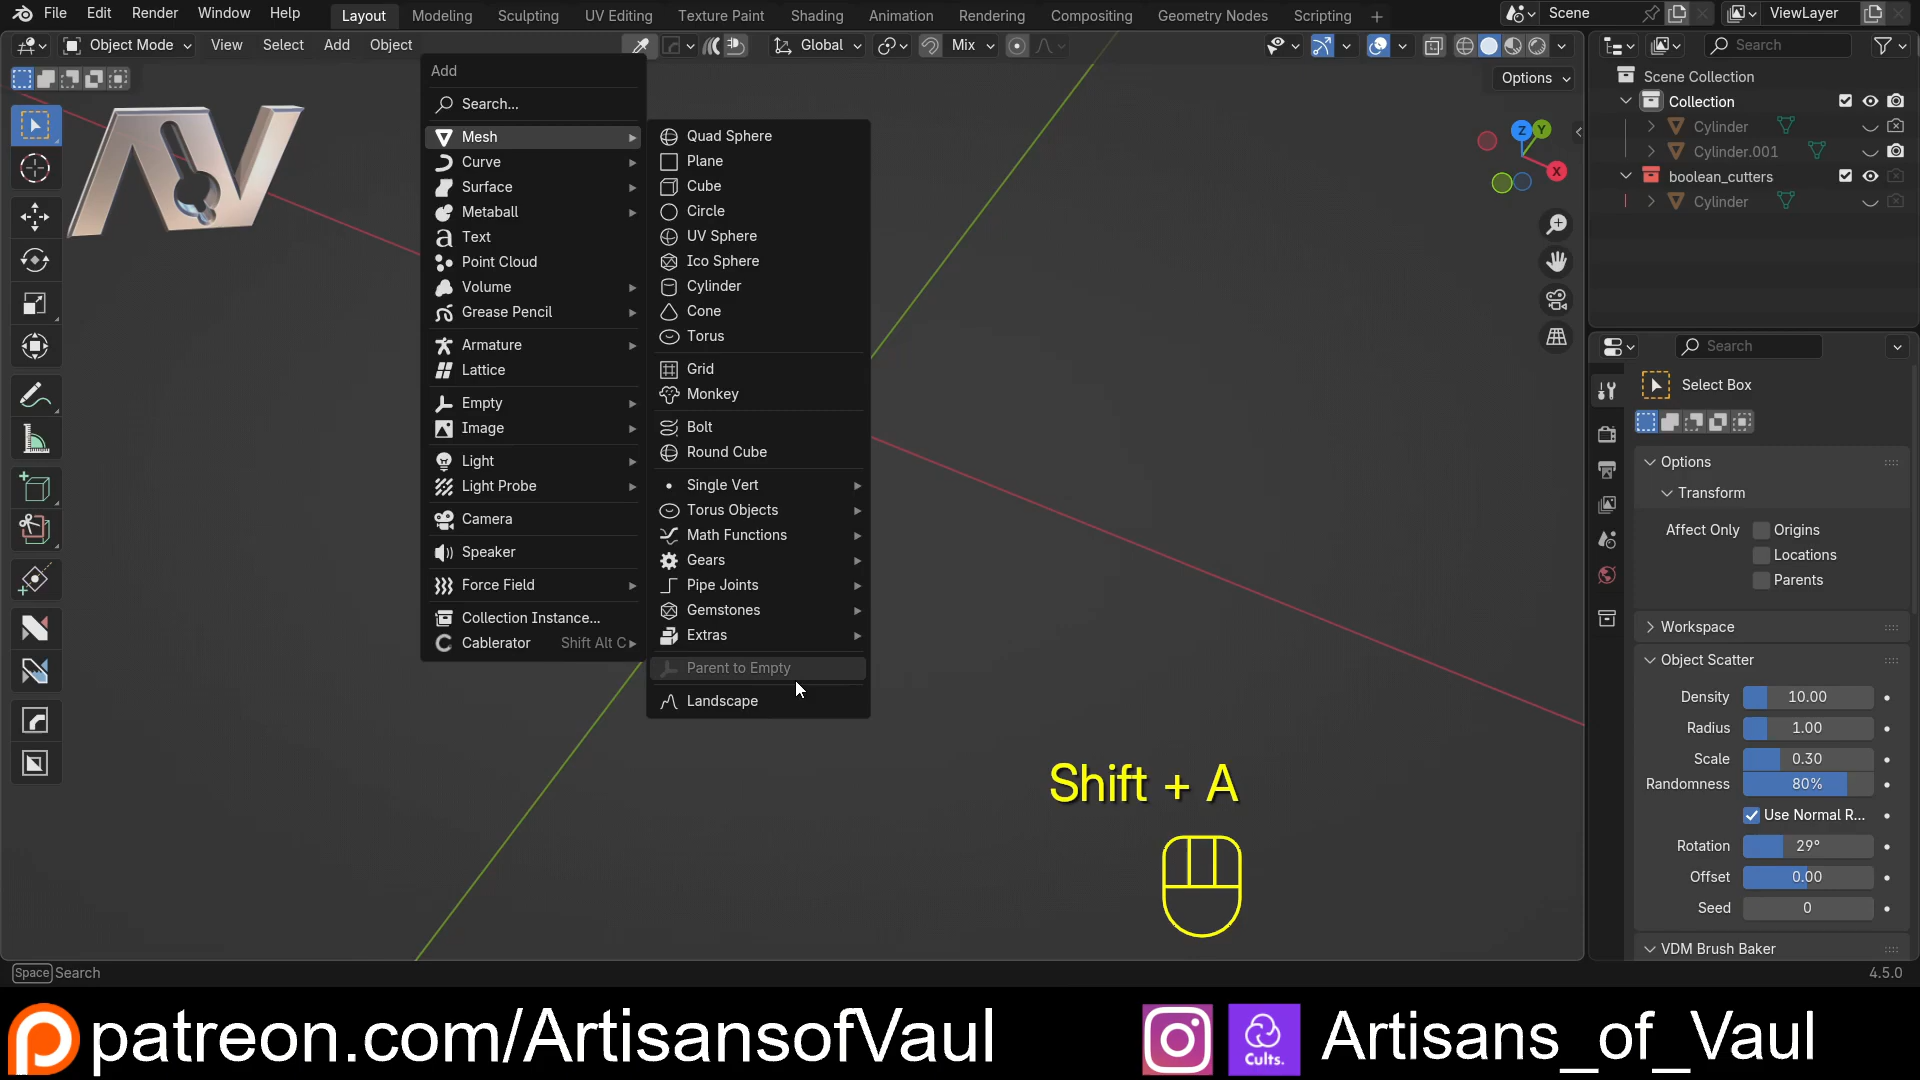 File Edit Render Window Help Layout Modeling Sculpting UV Editing Texture Paint Shading Animation Rendering Compositing Geometry Nodes Scripting + Scene ViewLayer
Object Mode View Select Add Object Global Mix Search
Options
Add
Search...
Mesh
Curve
Surface
Metaball
Text
Point Cloud
Volume
Grease Pencil
Armature
Lattice
Empty
Image
Light
Light Probe
Camera
Speaker
Force Field
Collection Instance...
Cablerator Shift Alt C
Quad Sphere
Plane
Cube
Circle
UV Sphere
Ico Sphere
Cylinder
Cone
Torus
Grid
Monkey
Bolt
Round Cube
Single Vert
Torus Objects
Math Functions
Gears
Pipe Joints
Gemstones
Extras
Parent to Empty
Landscape
Z Y
X
Shift + A
Scene Collection
Collection
Cylinder
Cylinder.001
boolean_cutters
Cylinder
Search
Select Box
Options
Transform
Affect Only Origins
Locations
Parents
Workspace
Object Scatter
Density 10.00
Radius 1.00
Scale 0.30
Randomness 80%
Use Normal R...
Rotation 29°
Offset 0.00
Seed 0
VDM Brush Baker
Space Search 4.5.0
patreon.com/ArtisansofVaul Cults. Artisans_of_Vaul